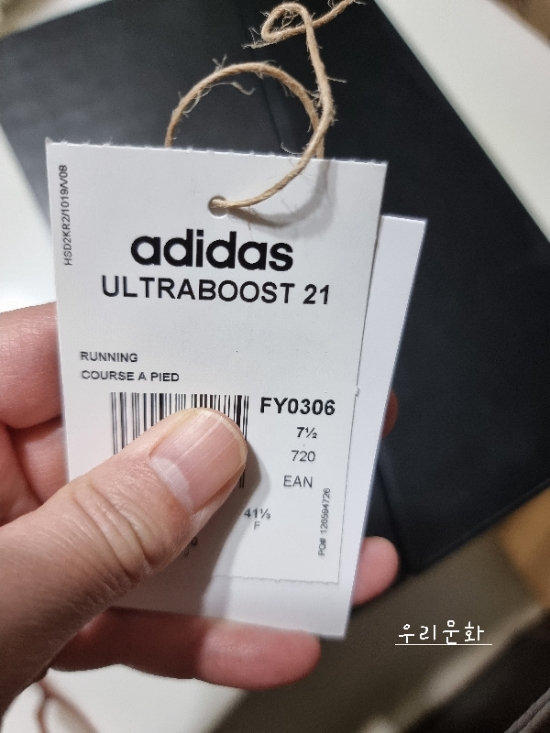 HSD2KR2/1019/V08
adidas
ULTRABOOST 21
RUNNING
COURSE A PIED
FY0306
7½
720
EAN
41⅓
F
PO# 126594726
우리문화